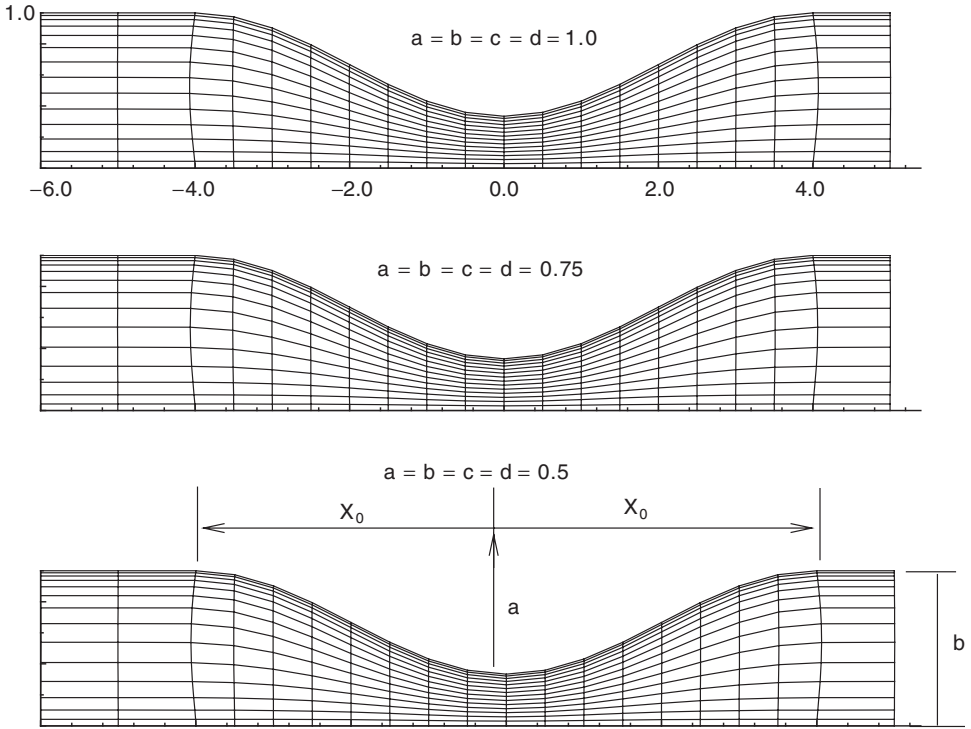 1.0
a = b = c = d = 1.0
−6.0 −4.0 −2.0 0.0 2.0 4.0
a = b = c = d = 0.75
a = b = c = d = 0.5
X₀ X₀
a
b